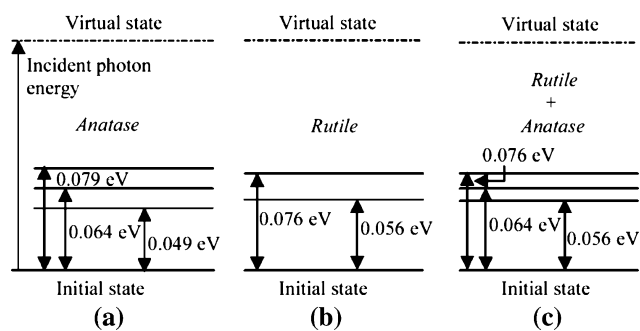 Virtual state
Incident photon
energy
Anatase
0.079 eV
0.064 eV
0.049 eV
Initial state
(a)
Virtual state
Rutile
0.076 eV
0.056 eV
Initial state
(b)
Virtual state
Rutile
+
Anatase
0.076 eV
0.064 eV
0.056 eV
Initial state
(c)